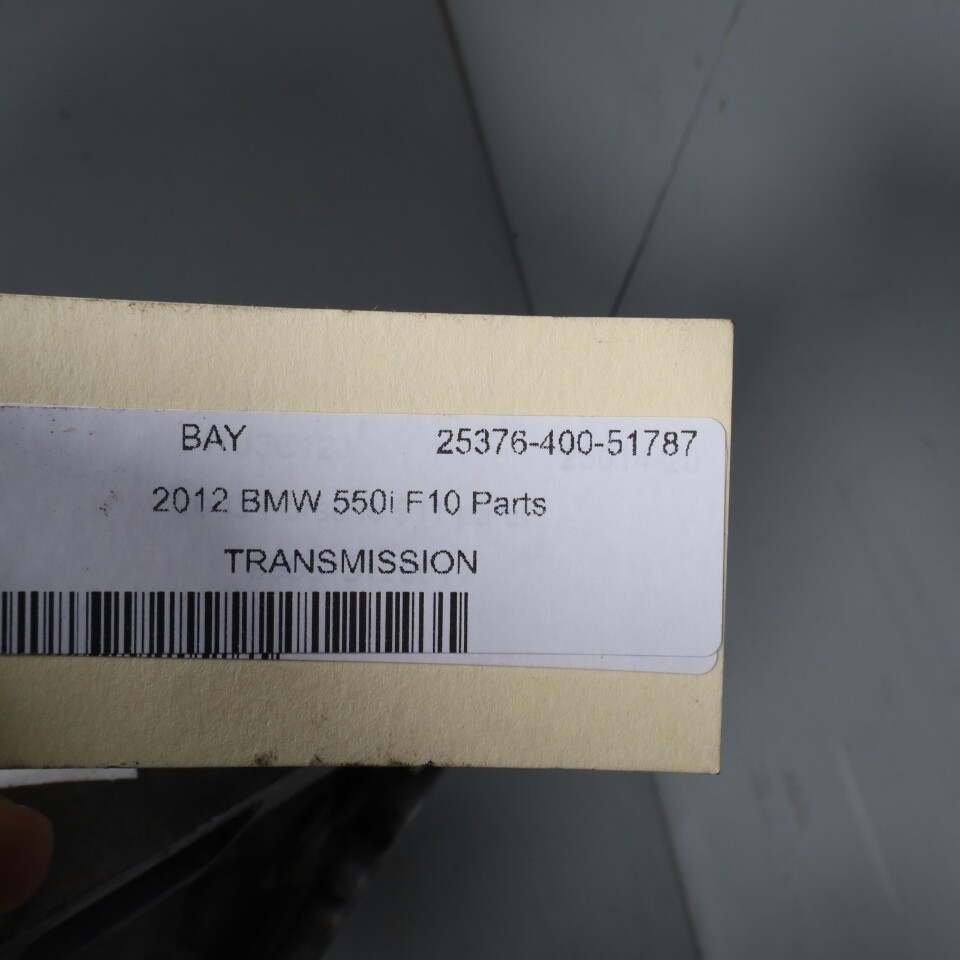 BAY 25376-400-51787
2012 BMW 550i F10 Parts
TRANSMISSION